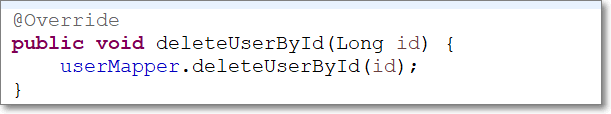 @Override
public void deleteUserById(Long id) {
    userMapper.deleteUserById(id);
}